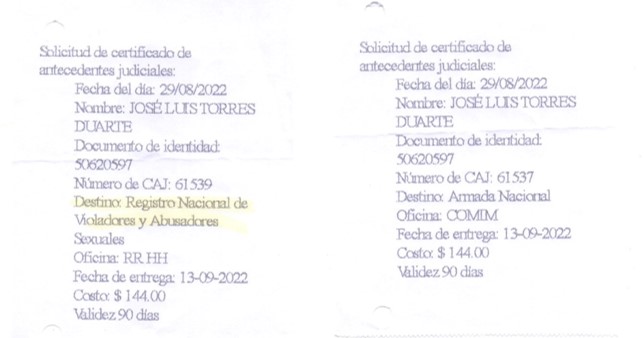 Solicitud de certificado de
antecedentes judiciales:
Fecha del día: 29/08/2022
Nombre: JOSÉ LUIS TORRES
DUARTE
Documento de identidad:
50620597
Número de CAJ: 61539
Destino: Registro Nacional de
Violadores y Abusadores
Sexuales
Oficina: RR HH
Fecha de entrega: 13-09-2022
Costo: $ 144.00
Validez 90 días
Solicitud de certificado de
antecedentes judiciales:
Fecha del día: 29/08/2022
Nombre: JOSÉ LUIS TORRES
DUARTE
Documento de identidad:
50620597
Número de CAJ: 61537
Destino: Armada Nacional
Oficina: COMIM
Fecha de entrega: 13-09-2022
Costo: $ 144.00
Validez 90 días